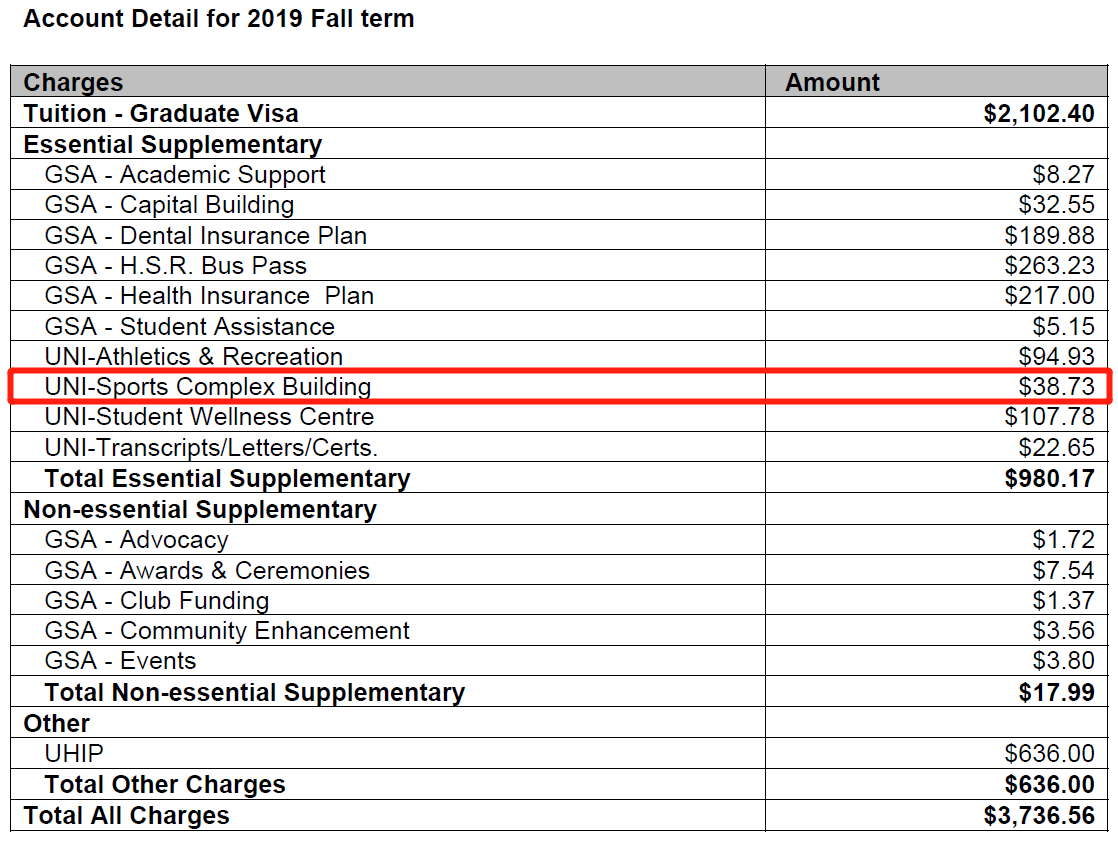 Account Detail for 2019 Fall term
Charges Amount
Tuition - Graduate Visa $2,102.40
Essential Supplementary
GSA - Academic Support $8.27
GSA - Capital Building $32.55
GSA - Dental Insurance Plan $189.88
GSA - H.S.R. Bus Pass $263.23
GSA - Health Insurance Plan $217.00
GSA - Student Assistance $5.15
UNI-Athletics & Recreation $94.93
UNI-Sports Complex Building $38.73
UNI-Student Wellness Centre $107.78
UNI-Transcripts/Letters/Certs. $22.65
Total Essential Supplementary $980.17
Non-essential Supplementary
GSA - Advocacy $1.72
GSA - Awards & Ceremonies $7.54
GSA - Club Funding $1.37
GSA - Community Enhancement $3.56
GSA - Events $3.80
Total Non-essential Supplementary $17.99
Other
UHIP $636.00
Total Other Charges $636.00
Total All Charges $3,736.56